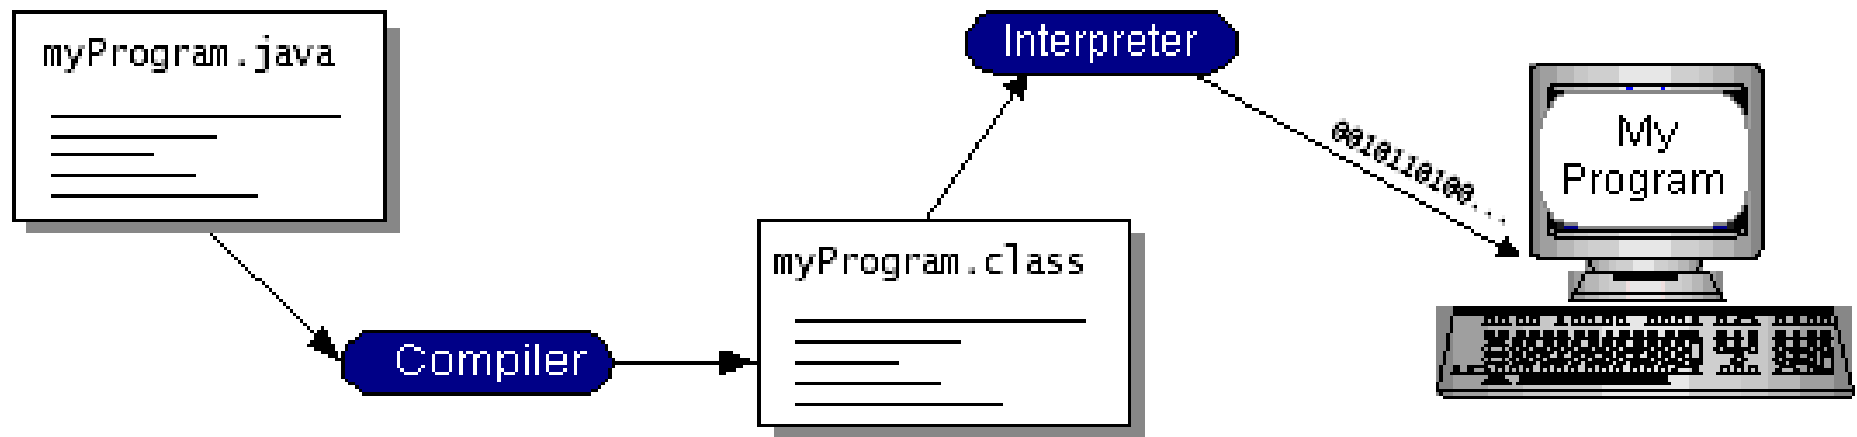 myProgram.java
Compiler
myProgram.class
Interpreter
0010110100...
My
Program